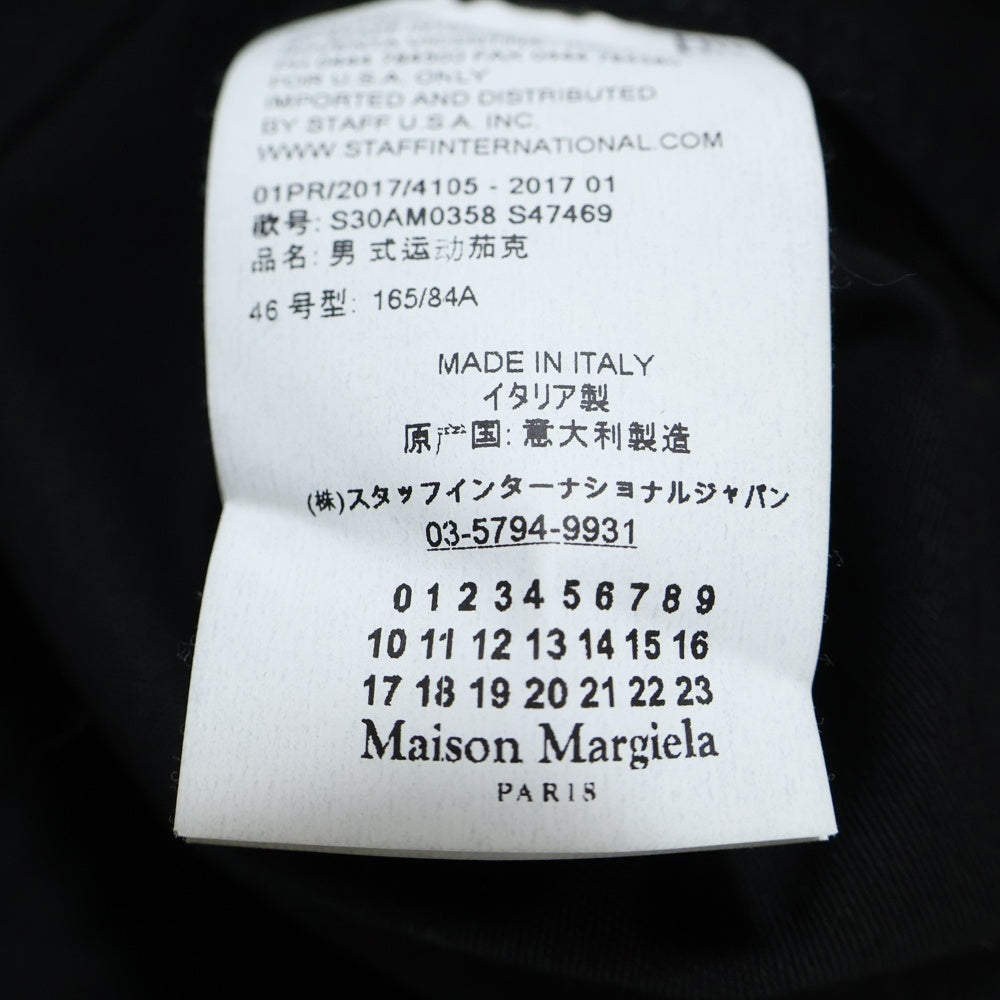 FOR U.S.A. ONLY
IMPORTED AND DISTRIBUTED
BY STAFF U.S.A. INC.
WWW.STAFFINTERNATIONAL.COM
01PR/2017/4105 - 2017 01
款号: S30AM0358 S47469
品名: 男 式运动茄克
46 号型: 165/84A
MADE IN ITALY
イタリア製
原产国: 意大利製造
(株)スタッフインターナショナルジャパン
03-5794-9931
0 1 2 3 4 5 6 7 8 9
10 11 12 13 14 15 16
17 18 19 20 21 22 23
Maison Margiela
PARIS